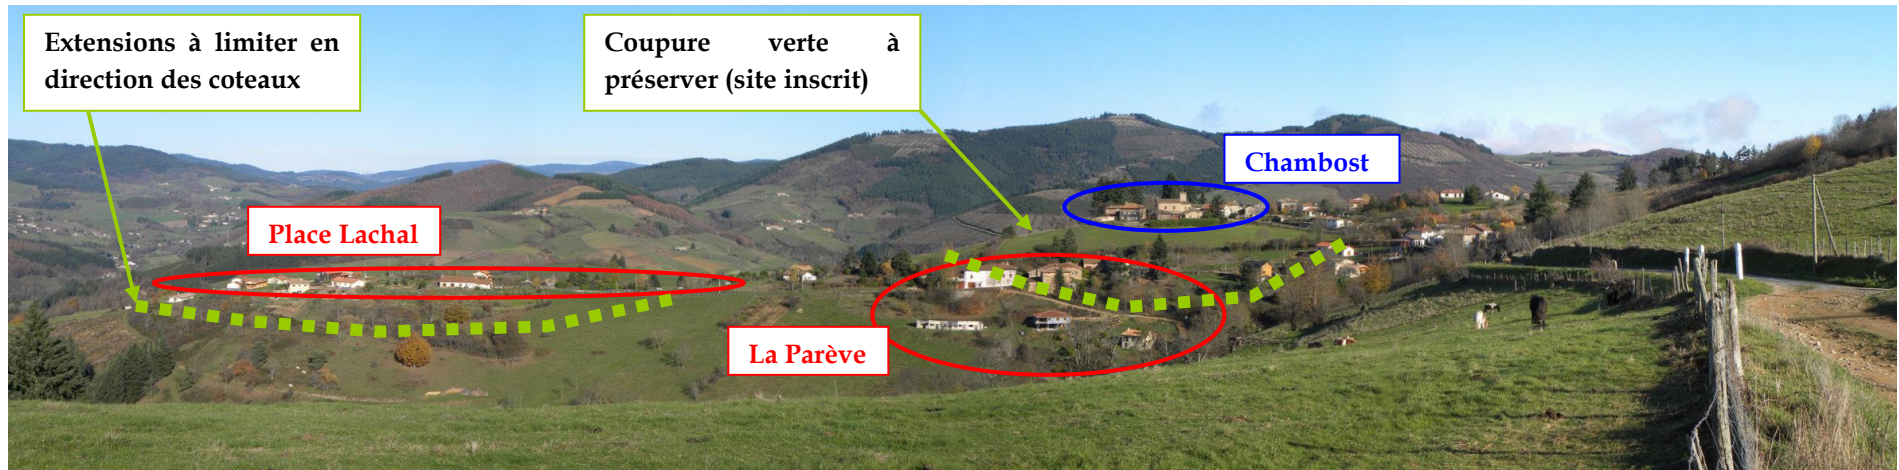 Extensions à limiter en
direction des coteaux
Coupure verte à
préserver (site inscrit)
Chambost
Place Lachal
La Parève